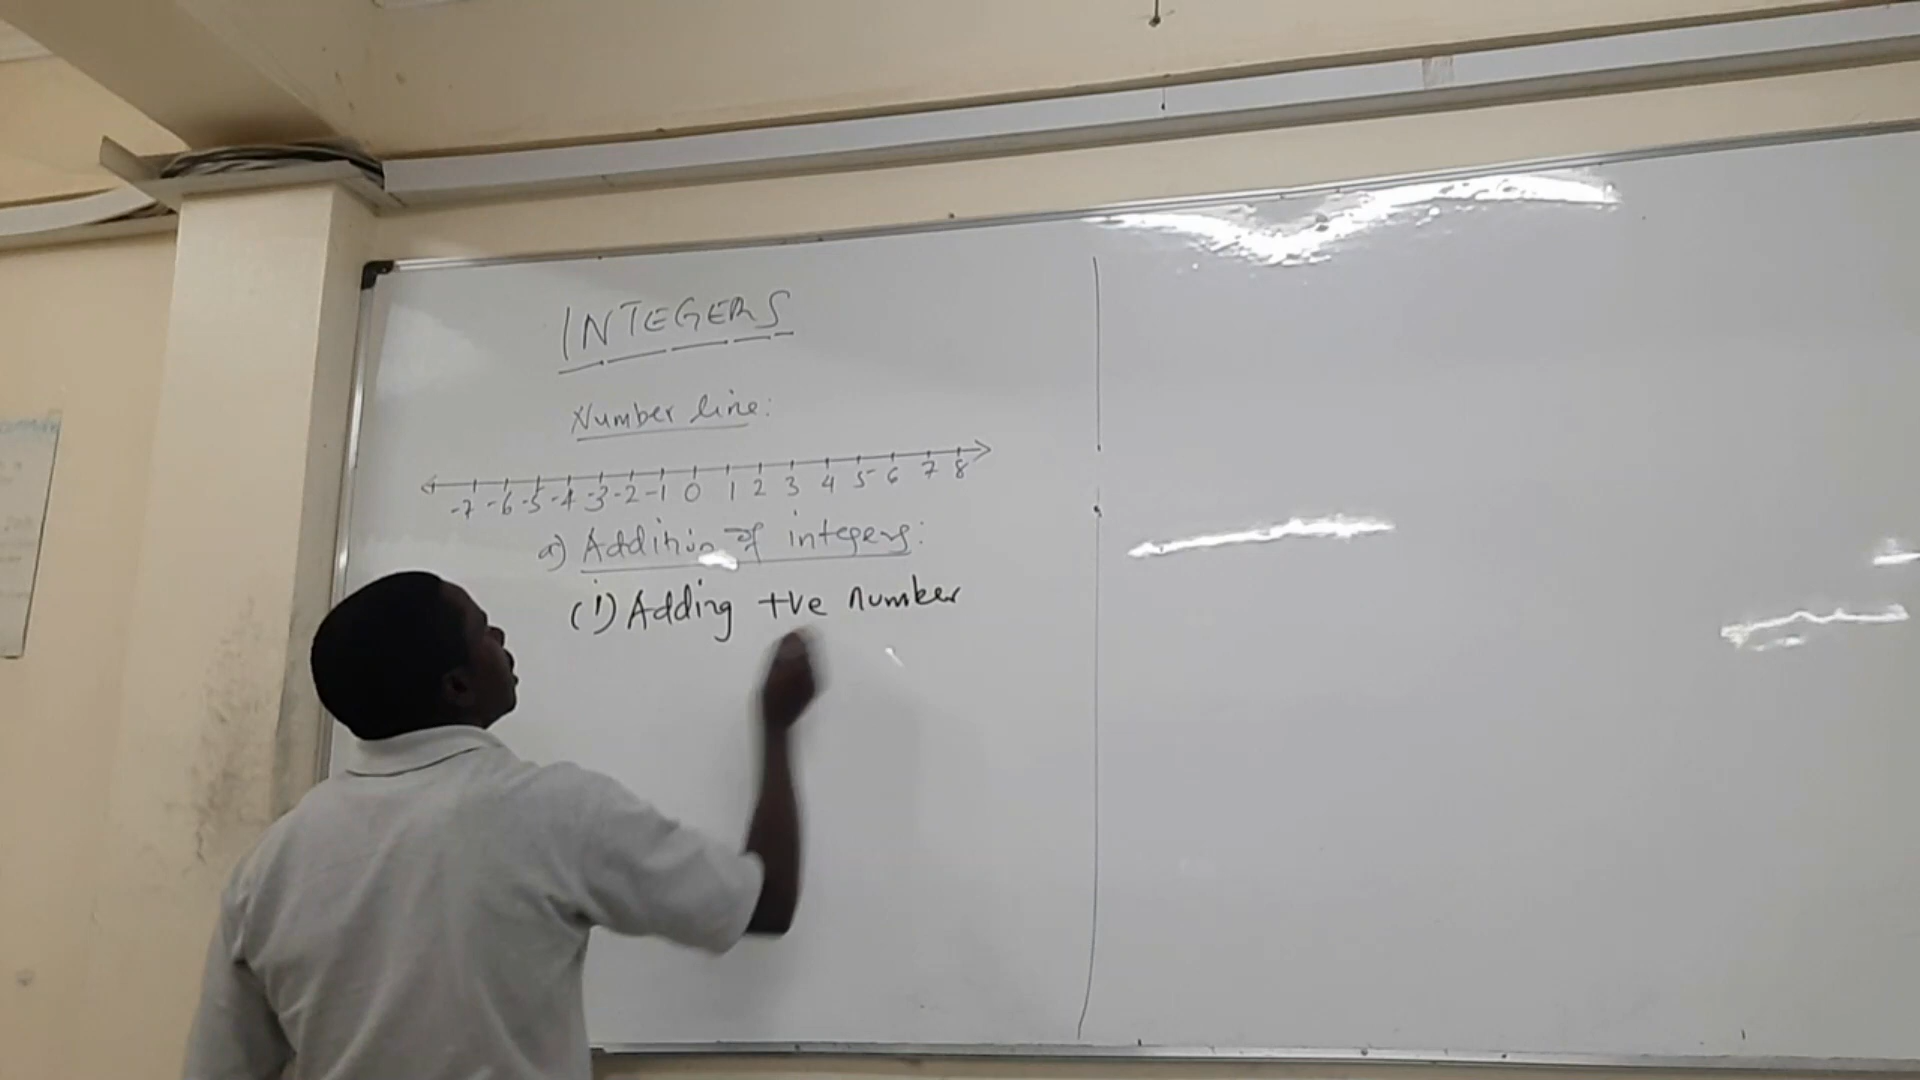 INTEGERS
Number line:
-7 -6 -5 -4 -3 -2 -1 0 1 2 3 4 5 6 7 8
a) Addition of integers:
(i) Adding +ve number